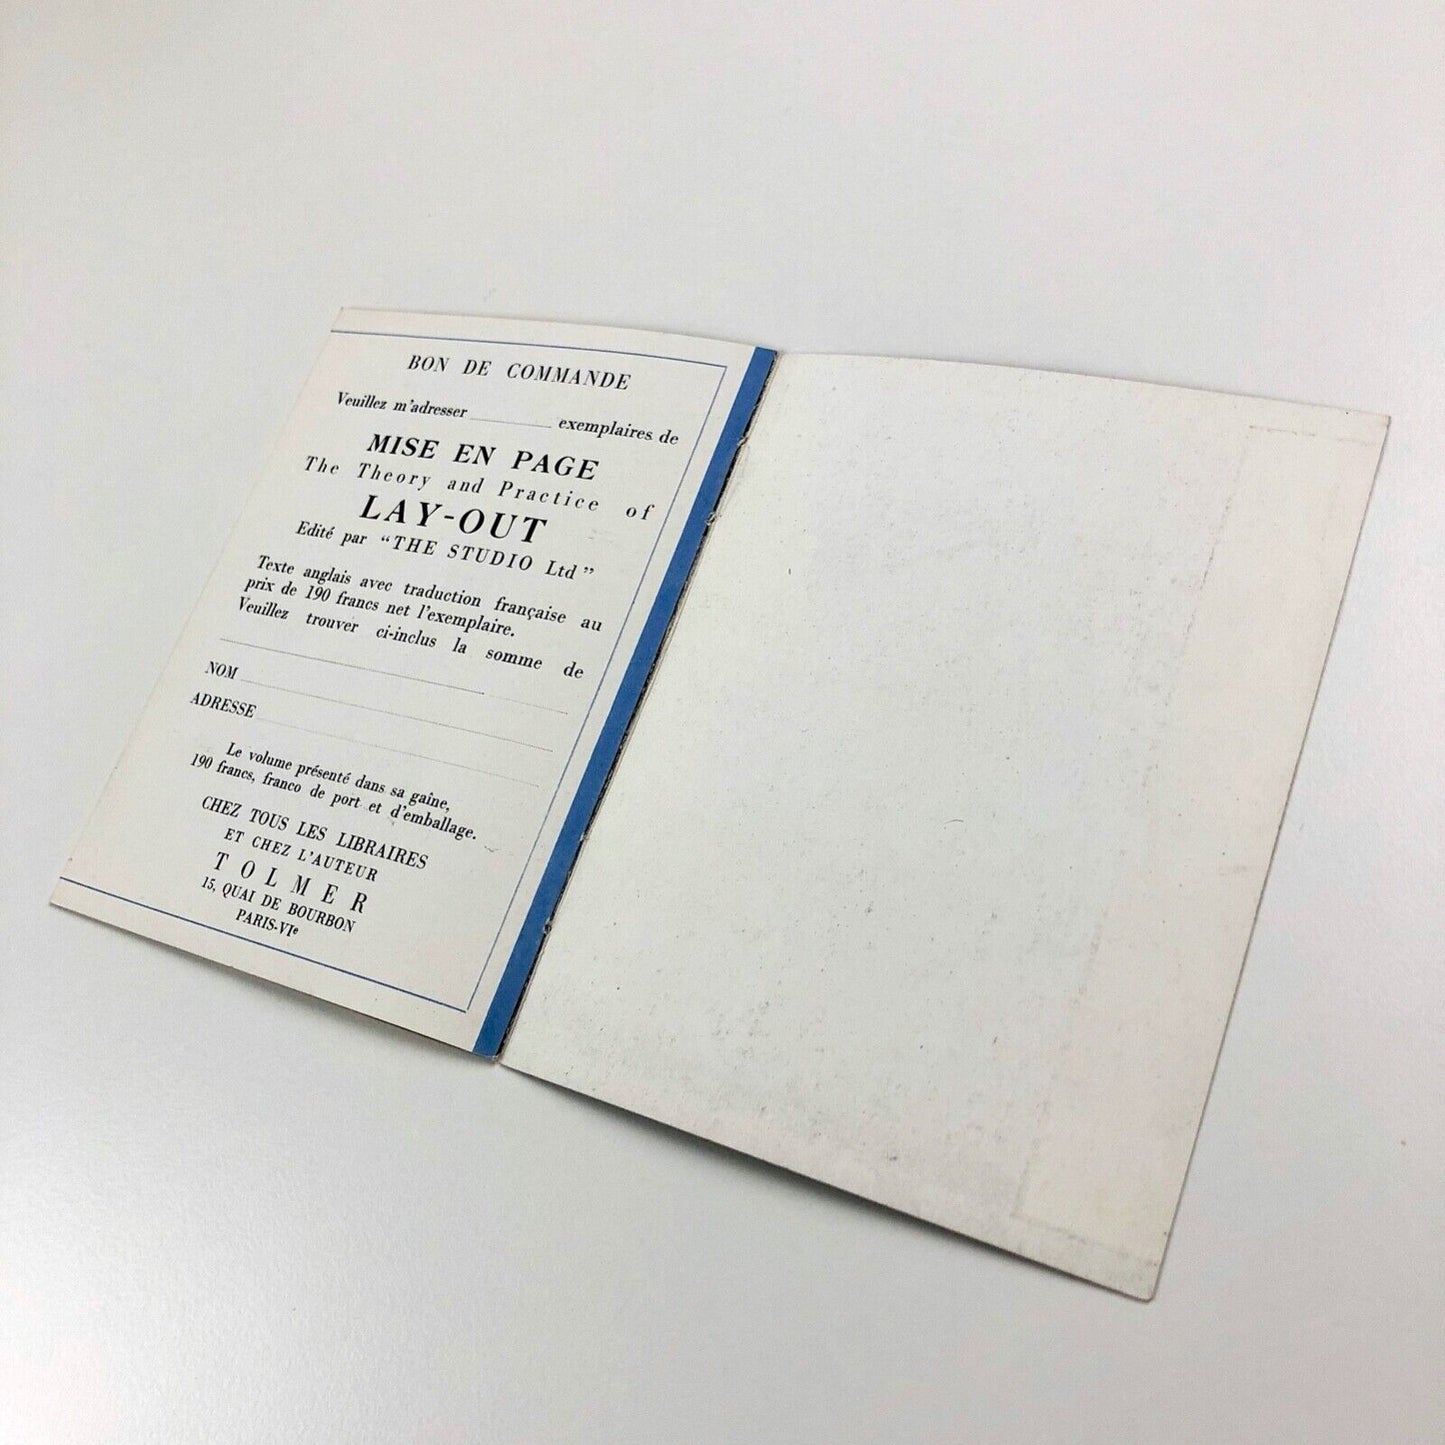 BON DE COMMANDE
Veuillez m'adresser exemplaires de
MISE EN PAGE
The Theory and Practice of
LAY-OUT
Edité par “THE STUDIO Ltd”
Texte anglais avec traduction française au
prix de 190 francs net l'exemplaire.
Veuillez trouver ci-inclus la somme de
NOM
ADRESSE
Le volume présenté dans sa gaîne,
190 francs, franco de port et d'emballage.
CHEZ TOUS LES LIBRAIRES
ET CHEZ L'AUTEUR
TOLMER
15, QUAI DE BOURBON
PARIS-VIe